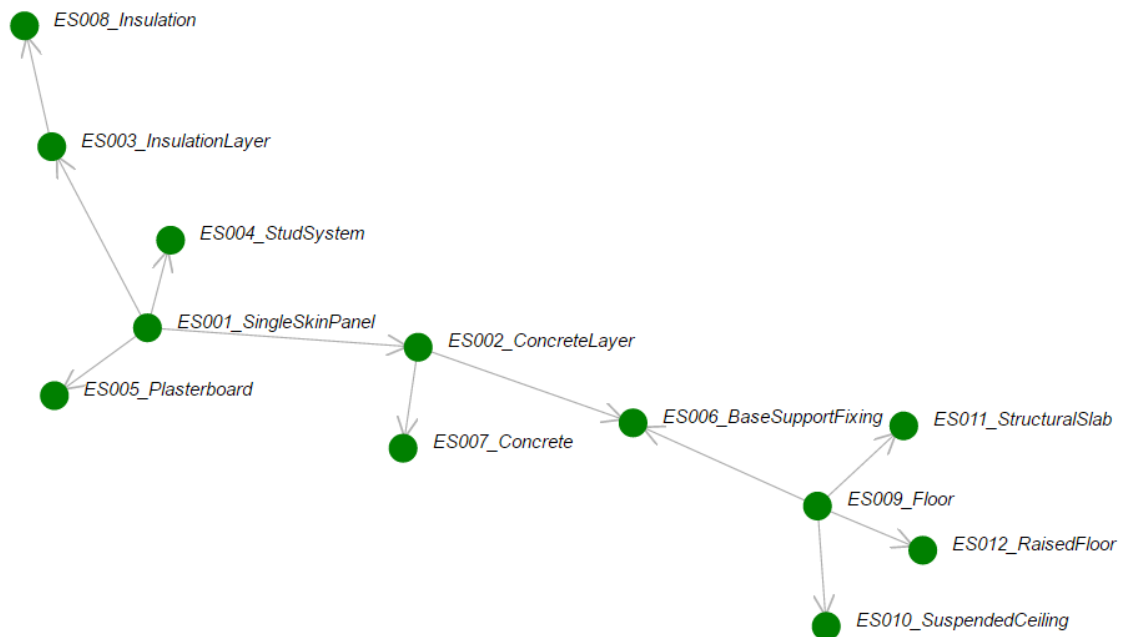 ES008_Insulation
ES003_InsulationLayer
ES004_StudSystem
ES001_SingleSkinPanel
ES002_ConcreteLayer
ES005_Plasterboard
ES006_BaseSupportFixing
ES011_StructuralSlab
ES007_Concrete
ES009_Floor
ES012_RaisedFloor
ES010_SuspendedCeiling